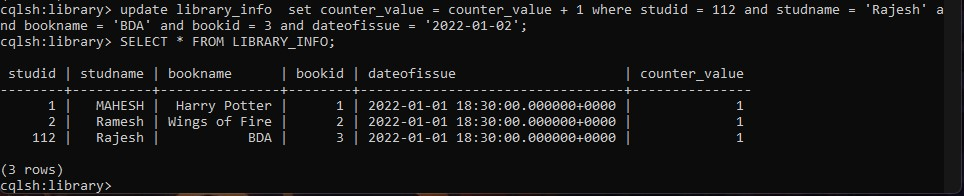 cqlsh:library> update library_info  set counter_value = counter_value + 1 where studid = 112 and studname = 'Rajesh' a
nd bookname = 'BDA' and bookid = 3 and dateofissue = '2022-01-02';
cqlsh:library> SELECT * FROM LIBRARY_INFO;
 studid | studname | bookname      | bookid | dateofissue                     | counter_value
--------+----------+---------------+--------+---------------------------------+---------------
      1 |   MAHESH |  Harry Potter |      1 | 2022-01-01 18:30:00.000000+0000 |             1
      2 |   Ramesh | Wings of Fire |      2 | 2022-01-01 18:30:00.000000+0000 |             1
    112 |   Rajesh |           BDA |      3 | 2022-01-01 18:30:00.000000+0000 |             1
(3 rows)
cqlsh:library>